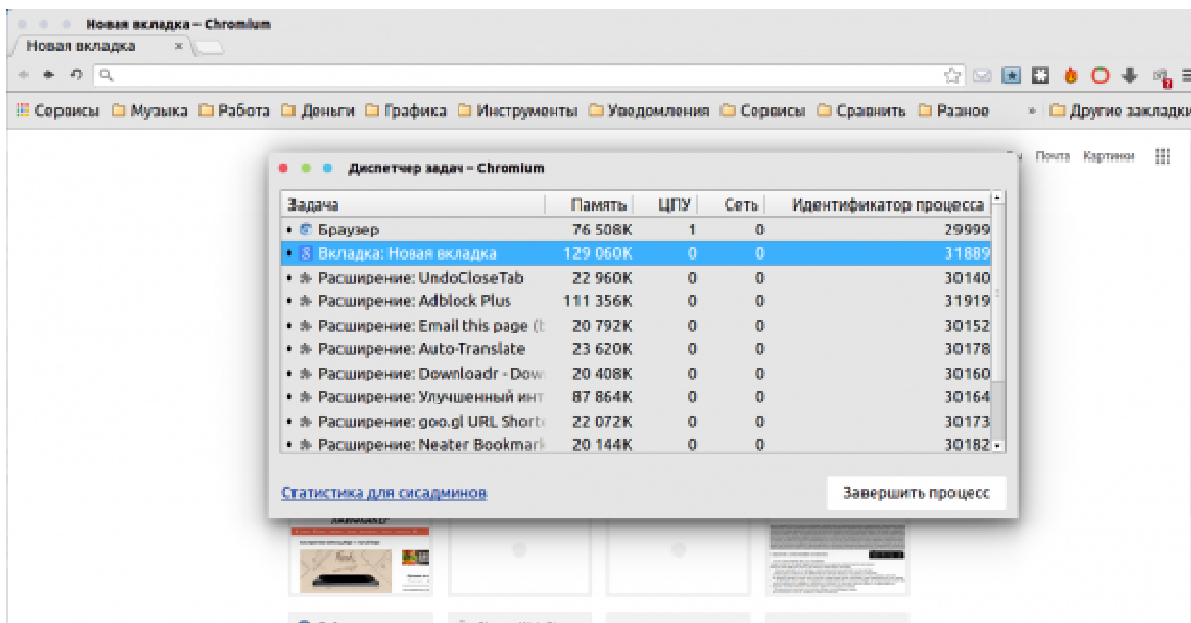 Новая вкладка – Chromium
Новая вкладка ×
Сервисы Музыка Работа Деньги Графика Инструменты Уведомления Сервисы Сравнить Разное » Другие закладки
Почта Картинки
Диспетчер задач – Chromium
Задача Память ЦПУ Сеть Идентификатор процесса
• Браузер 76 508K 1 0 29999
• Вкладка: Новая вкладка 129 060K 0 0 31889
• Расширение: UndoCloseTab 22 960K 0 0 30140
• Расширение: Adblock Plus 111 356K 0 0 31919
• Расширение: Email this page (b 20 792K 0 0 30152
• Расширение: Auto-Translate 23 620K 0 0 30178
• Расширение: Downloadr - Dow 20 408K 0 0 30160
• Расширение: Улучшенный инт 87 864K 0 0 30164
• Расширение: goo.gl URL Short 22 072K 0 0 30173
• Расширение: Neater Bookmark 20 144K 0 0 30182
Статистика для сисадминов Завершить процесс